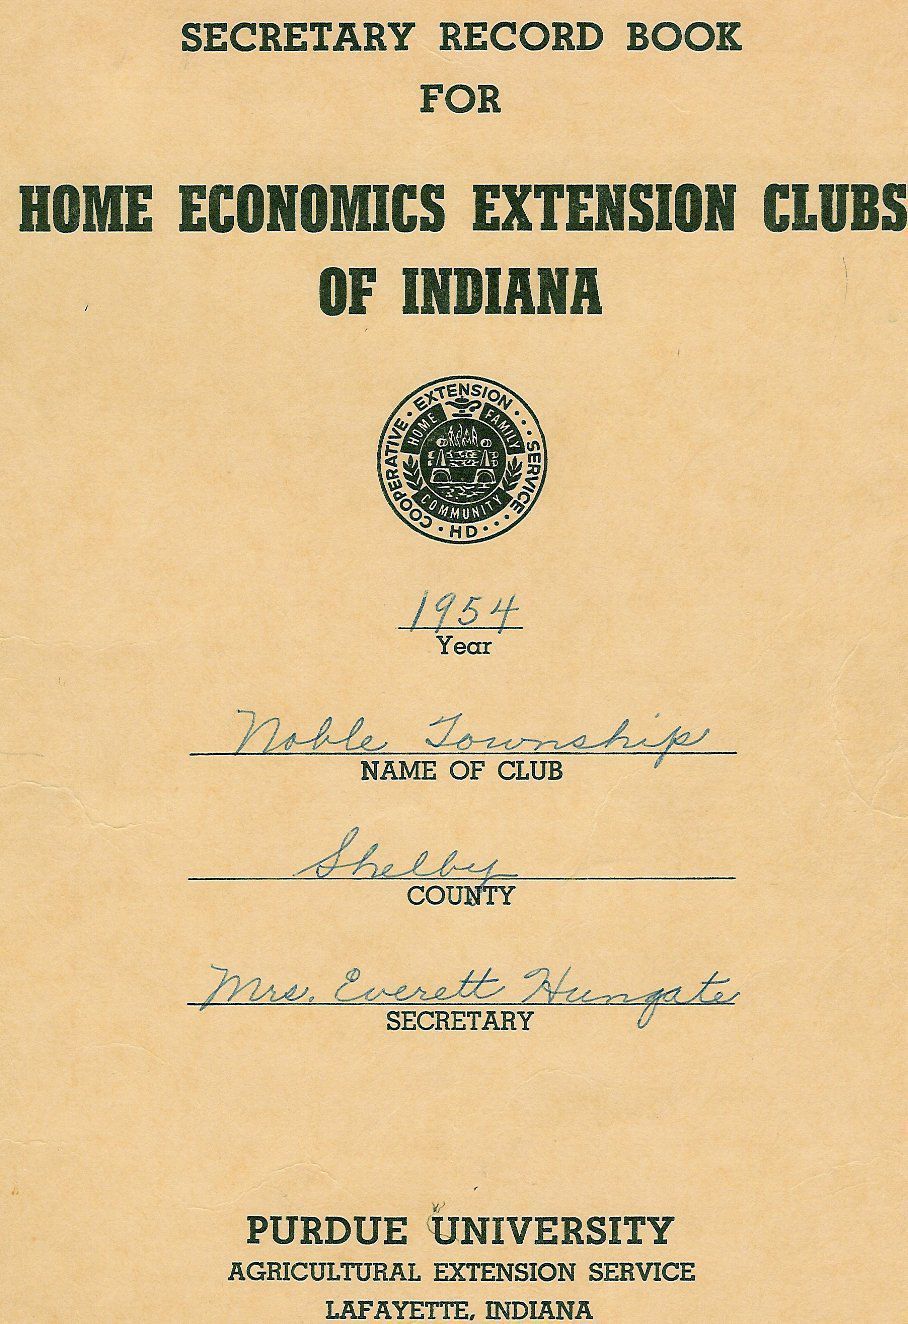 SECRETARY RECORD BOOK
FOR
HOME ECONOMICS EXTENSION CLUBS
OF INDIANA
COOPERATIVE • EXTENSION • • • SERVICE • • • HD •
HOME FAMILY
COMMUNITY
1954
Year
Noble Township
NAME OF CLUB
Shelby
COUNTY
Mrs. Everett Hungate
SECRETARY
PURDUE UNIVERSITY
AGRICULTURAL EXTENSION SERVICE
LAFAYETTE, INDIANA